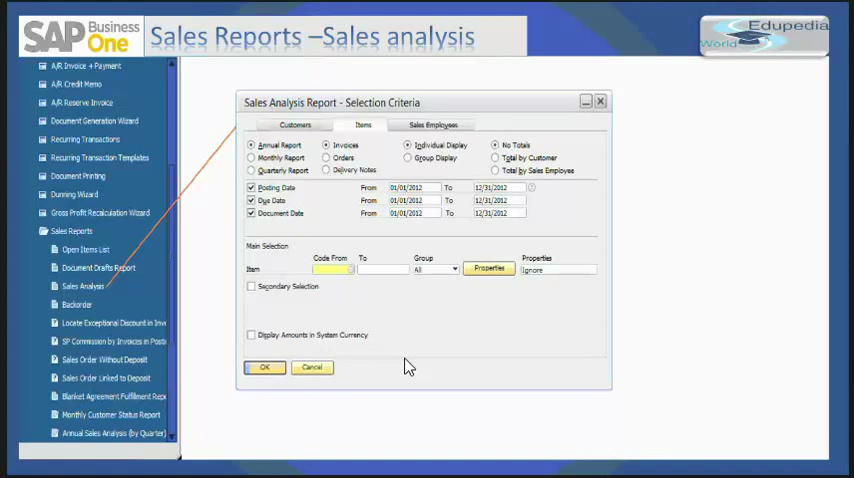 SAP Business One
Sales Reports –Sales analysis
Edupedia
World
A/R Invoice + Payment
A/R Credit Memo
A/R Reserve Invoice
Document Generation Wizard
Recurring Transactions
Recurring Transaction Templates
Document Printing
Dunning Wizard
Gross Profit Recalculation Wizard
Sales Reports
Open Items List
Document Drafts Report
Sales Analysis
Backorder
Locate Exceptional Discount in Invo
SP Commission by Invoices in Poste
Sales Order Without Deposit
Sales Order Linked to Deposit
Blanket Agreement Fulfillment Repo
Monthly Customer Status Report
Annual Sales Analysis (by Quarter)
Sales Analysis Report - Selection Criteria
Customers Items Sales Employees
Annual Report Invoices Individual Display No Totals
Monthly Report Orders Group Display Total by Customer
Quarterly Report Delivery Notes Total by Sales Employee
Posting Date From 01/01/2012 To 12/31/2012
Due Date From 01/01/2012 To 12/31/2012
Document Date From 01/01/2012 To 12/31/2012
Main Selection
Code From To Group Properties
Item All Properties Ignore
Secondary Selection
Display Amounts in System Currency
OK Cancel